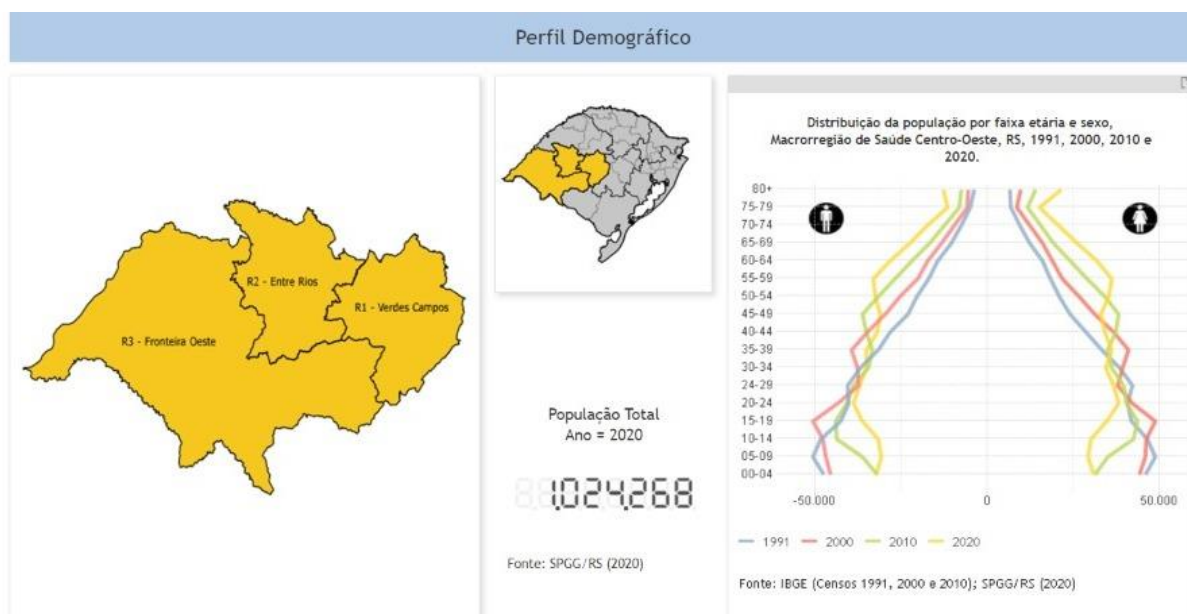 Perfil Demográfico
R2 - Entre Rios
R1 - Verdes Campos
R3 - Fronteira Oeste
População Total
Ano = 2020
1,024,268
Fonte: SPGG/RS (2020)
Distribuição da população por faixa etária e sexo,
Macrorregião de Saúde Centro-Oeste, RS, 1991, 2000, 2010 e
2020.
80+
75-79
70-74
65-69
60-64
55-59
50-54
45-49
40-44
35-39
30-34
24-29
20-24
15-19
10-14
05-09
00-04
-50.000 0 50.000
1991 2000 2010 2020
Fonte: IBGE (Censos 1991, 2000 e 2010); SPGG/RS (2020)